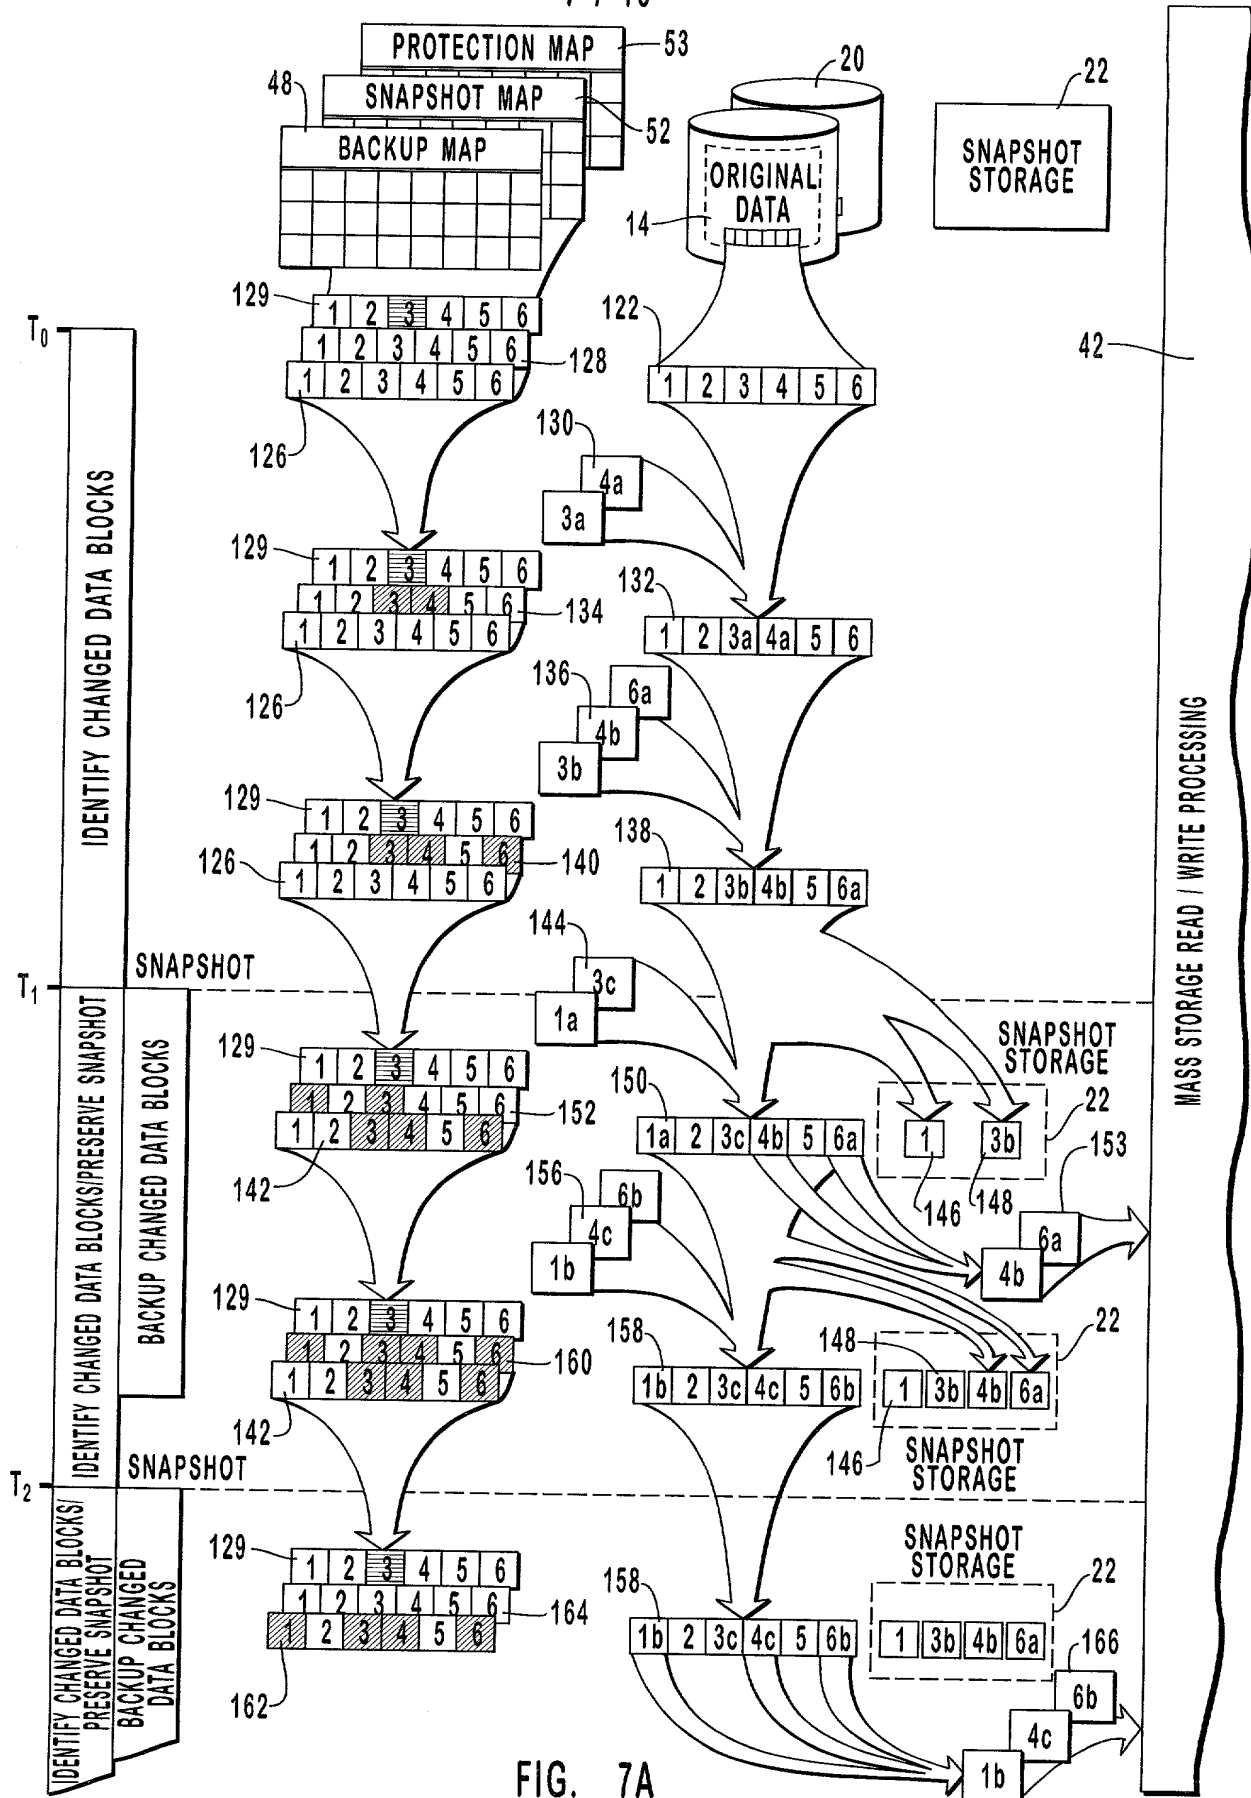 PROTECTION MAP
53
SNAPSHOT MAP
52
48
BACKUP MAP
20
ORIGINAL
DATA
14
22
SNAPSHOT
STORAGE
T0
129
1 2 3 4 5 6
1 2 3 4 5 6
128
1 2 3 4 5 6
126
122
1 2 3 4 5 6
42
130
4a
3a
129
1 2 3 4 5 6
1 2 3 4 5 6
134
1 2 3 4 5 6
126
132
1 2 3a 4a 5 6
136
6a
4b
3b
129
1 2 3 4 5 6
1 2 3 4 5 6
140
126
1 2 3 4 5 6
138
1 2 3b 4b 5 6a
IDENTIFY CHANGED DATA BLOCKS
MASS STORAGE READ / WRITE PROCESSING
144
3c
1a
SNAPSHOT
T1
129
1 2 3 4 5 6
1 2 3 4 5 6
152
1 2 3 4 5 6
142
150
1a 2 3c 4b 5 6a
SNAPSHOT
STORAGE
22
1
3b
146
148
153
6a
4b
156
6b
4c
1b
IDENTIFY CHANGED DATA BLOCKS/PRESERVE SNAPSHOT
BACKUP CHANGED DATA BLOCKS
129
1 2 3 4 5 6
1 2 3 4 5 6
160
1 2 3 4 5 6
142
158
1b 2 3c 4c 5 6b
148
22
1 3b 4b 6a
146
SNAPSHOT
STORAGE
SNAPSHOT
T2
129
1 2 3 4 5 6
1 2 3 4 5 6
164
1 2 3 4 5 6
162
158
1b 2 3c 4c 5 6b
SNAPSHOT
STORAGE
22
1 3b 4b 6a
166
6b
4c
1b
IDENTIFY CHANGED DATA BLOCKS/
PRESERVE SNAPSHOT
BACKUP CHANGED
DATA BLOCKS
FIG. 7A